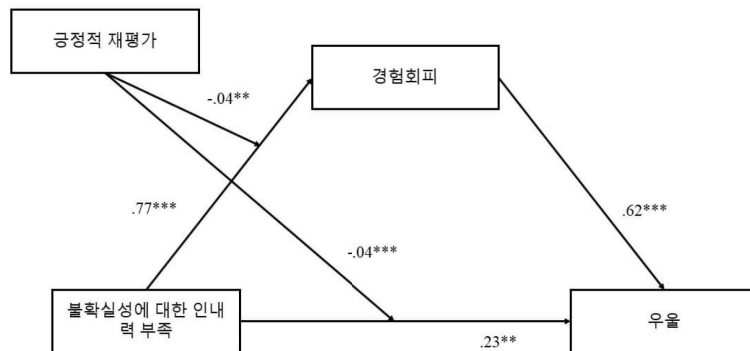 긍정적 재평가
경험회피
-.04**
.77***
.62***
-.04***
불확실성에 대한 인내
력 부족
우울
.23**